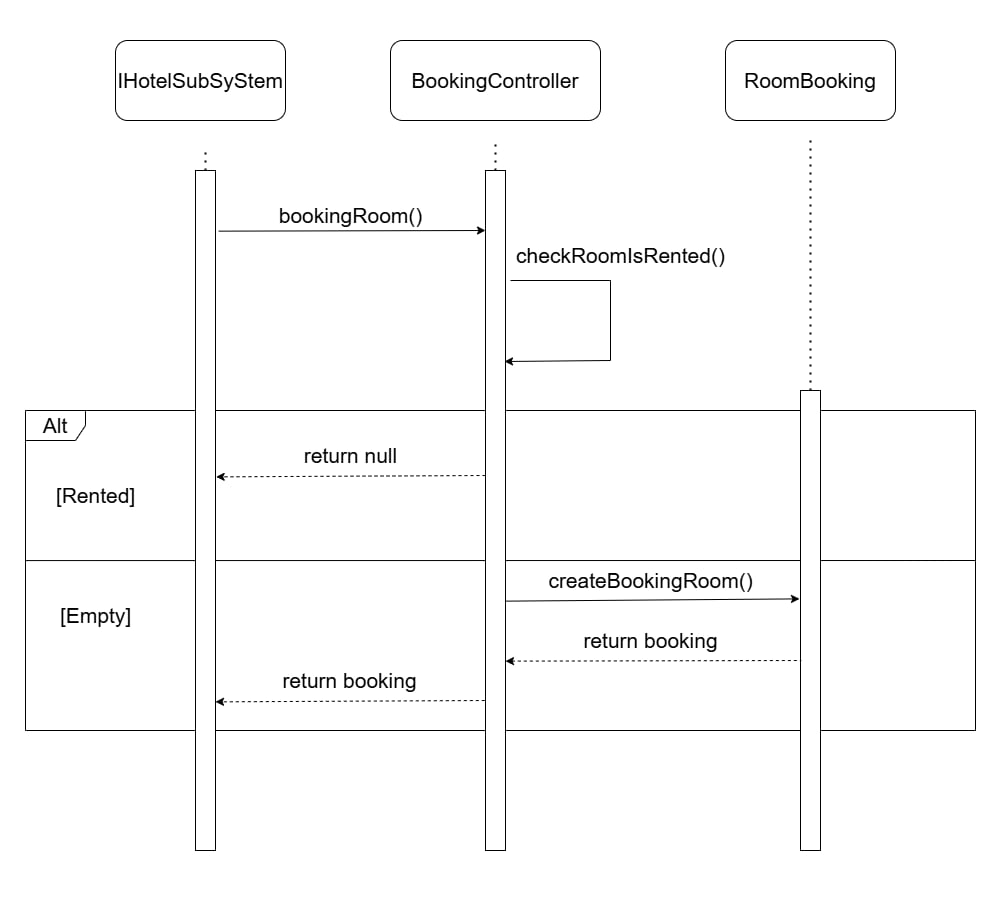 IHotelSubSyStem
BookingController
RoomBooking
bookingRoom()
checkRoomIsRented()
Alt
return null
[Rented]
createBookingRoom()
[Empty]
return booking
return booking